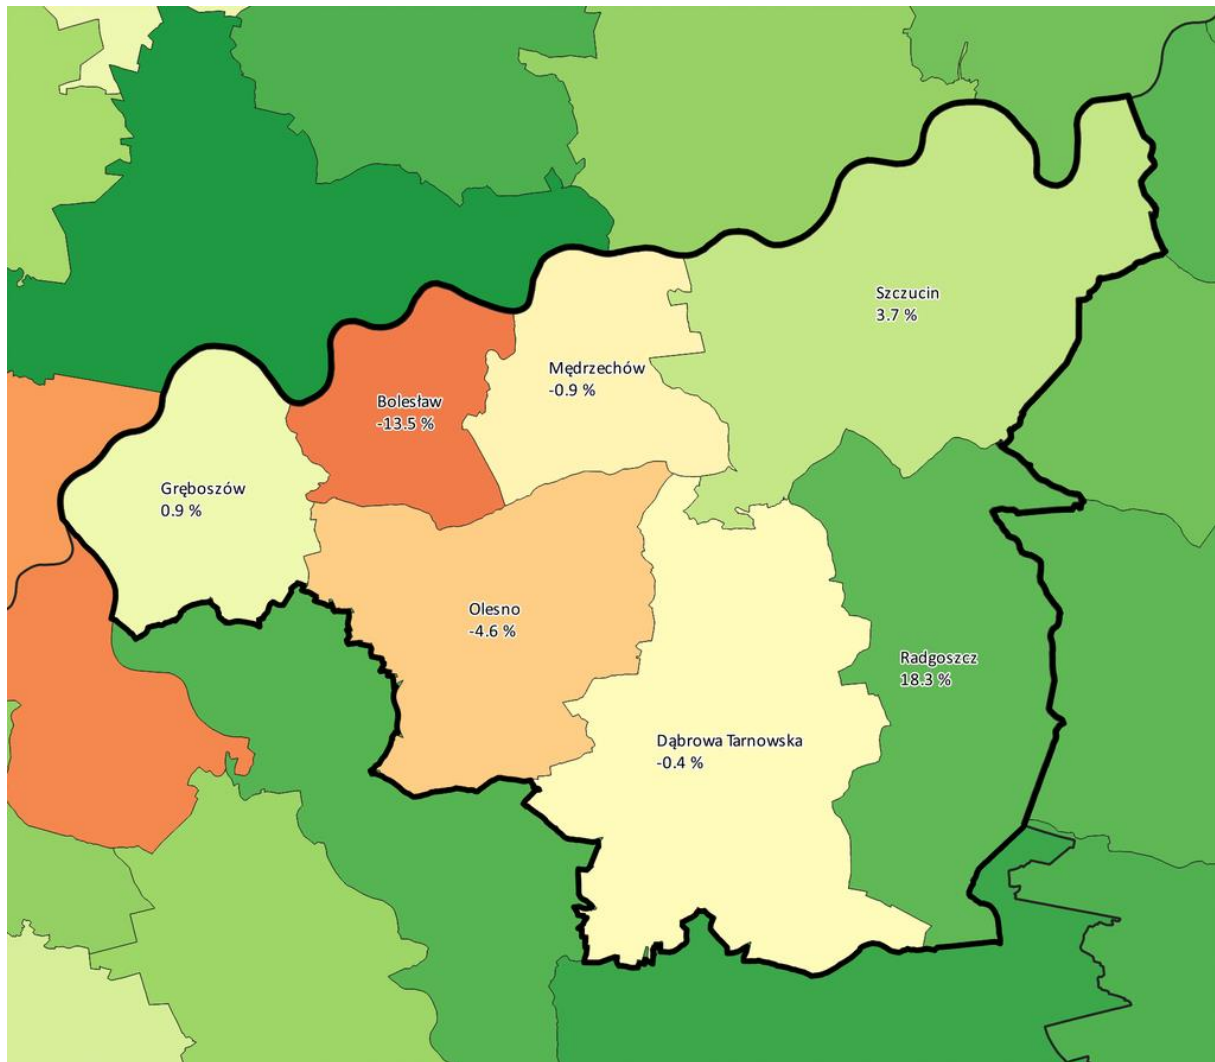 Szczucin
3.7 %
Mędrzechów
-0.9 %
Bolesław
-13.5 %
Gręboszów
0.9 %
Olesno
-4.6 %
Radgoszcz
18.3 %
Dąbrowa Tarnowska
-0.4 %